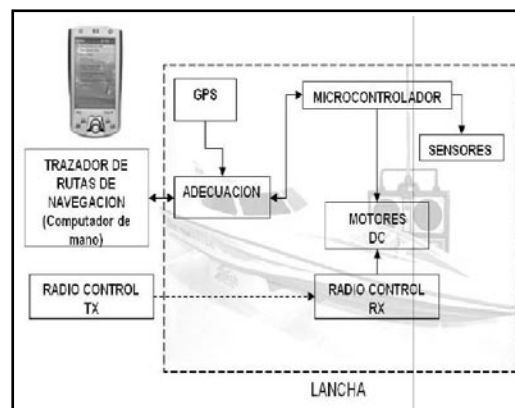 GPS
MICROCONTROLADOR
SENSORES
TRAZADOR DE
RUTAS DE
NAVEGACION
(Computador de
mano)
ADECUACION
MOTORES
DC
RADIO CONTROL
TX
RADIO CONTROL
RX
LANCHA